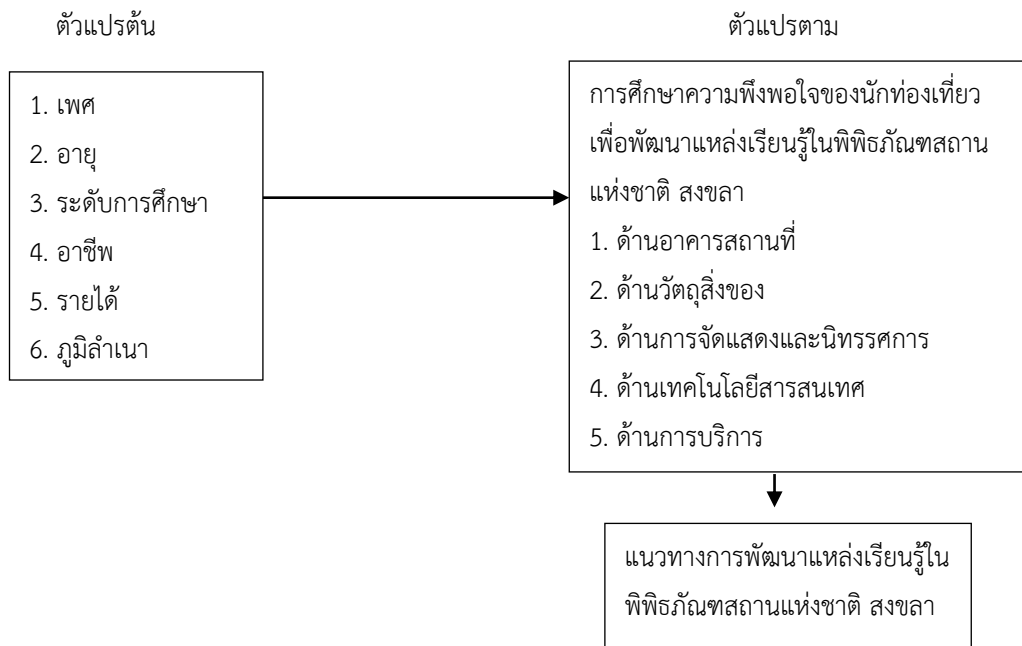 ตัวแปรต้น
ตัวแปรตาม
1. เพศ
2. อายุ
3. ระดับการศึกษา
4. อาชีพ
5. รายได้
6. ภูมิลำเนา
การศึกษาความพึงพอใจของนักท่องเที่ยว
เพื่อพัฒนาแหล่งเรียนรู้ในพิพิธภัณฑสถาน
แห่งชาติ สงขลา
1. ด้านอาคารสถานที่
2. ด้านวัตถุสิ่งของ
3. ด้านการจัดแสดงและนิทรรศการ
4. ด้านเทคโนโลยีสารสนเทศ
5. ด้านการบริการ
แนวทางการพัฒนาแหล่งเรียนรู้ใน
พิพิธภัณฑสถานแห่งชาติ สงขลา